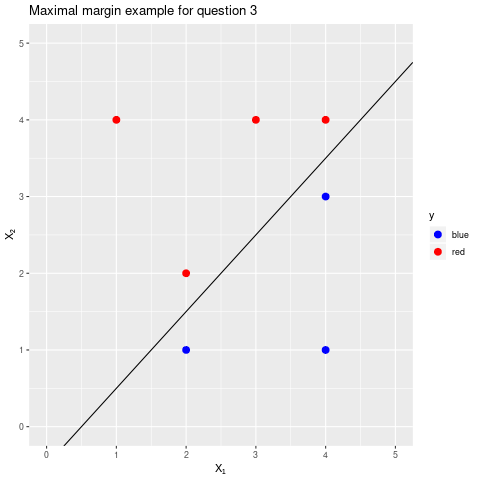 Maximal margin example for question 3
5
4
3
2
1
0
X₂
0 1 2 3 4 5
X₁
y
blue
red